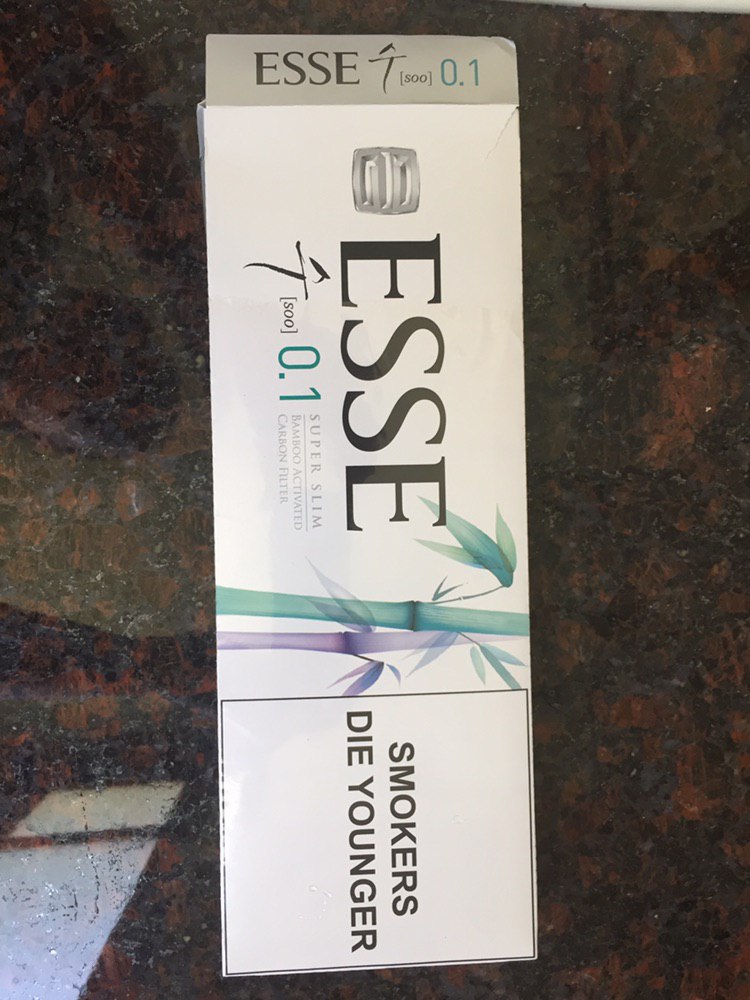 ESSE 수 [soo] 0.1
ESSE
수 [soo] 0.1
SUPER SLIM
BAMBOO ACTIVATED
CARBON FILTER
SMOKERS
DIE YOUNGER